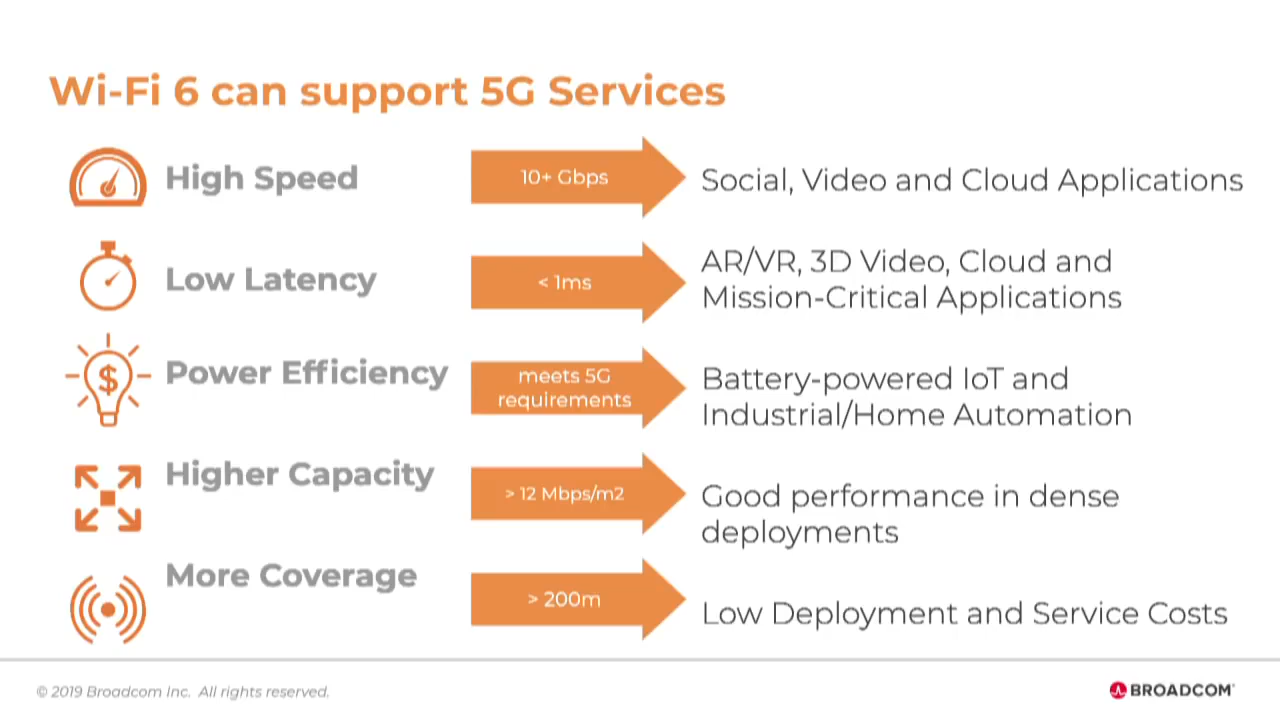 Wi-Fi 6 can support 5G Services
High Speed
10+ Gbps
Social, Video and Cloud Applications
Low Latency
< 1ms
AR/VR, 3D Video, Cloud and
Mission-Critical Applications
$
Power Efficiency
meets 5G
requirements
Battery-powered IoT and
Industrial/Home Automation
Higher Capacity
> 12 Mbps/m2
Good performance in dense
deployments
More Coverage
> 200m
Low Deployment and Service Costs
© 2019 Broadcom Inc. All rights reserved.
BROADCOM